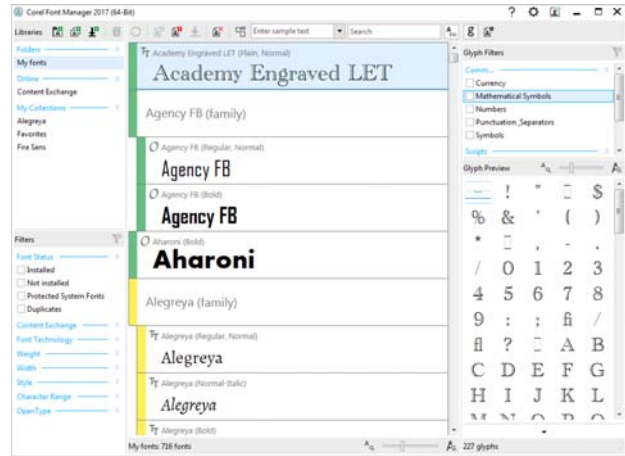 Corel Font Manager 2017 (64-Bit)
Libraries
Enter sample text
Search
Folders
My fonts
Online
Content Exchange
My Collections
Alegreya
Favorites
Fira Sans
Filters
Font Status
Installed
Not installed
Protected System Fonts
Duplicates
Content Exchange
Font Technology
Weight
Width
Style
Character Range
OpenType
Academy Engraved LET (Plain, Normal)
Academy Engraved LET
Agency FB (family)
Agency FB (Regular, Normal)
Agency FB
Agency FB (Bold)
Agency FB
Aharoni (Bold)
Aharoni
Alegreya (family)
Alegreya (Regular, Normal)
Alegreya
Alegreya (Normal-Italic)
Alegreya
Alegreya (Bold)
My fonts: 716 fonts
Glyph Filters
Comm...
Currency
Mathematical Symbols
Numbers
Punctuation_Separators
Symbols
Scripts
Glyph Preview
! " $
% & ' ( )
* , - .
/ 0 1 2 3
4 5 6 7 8
9 : ; fi /
fl ? A B
C D E F G
H I J K L
M N O P Q
227 glyphs